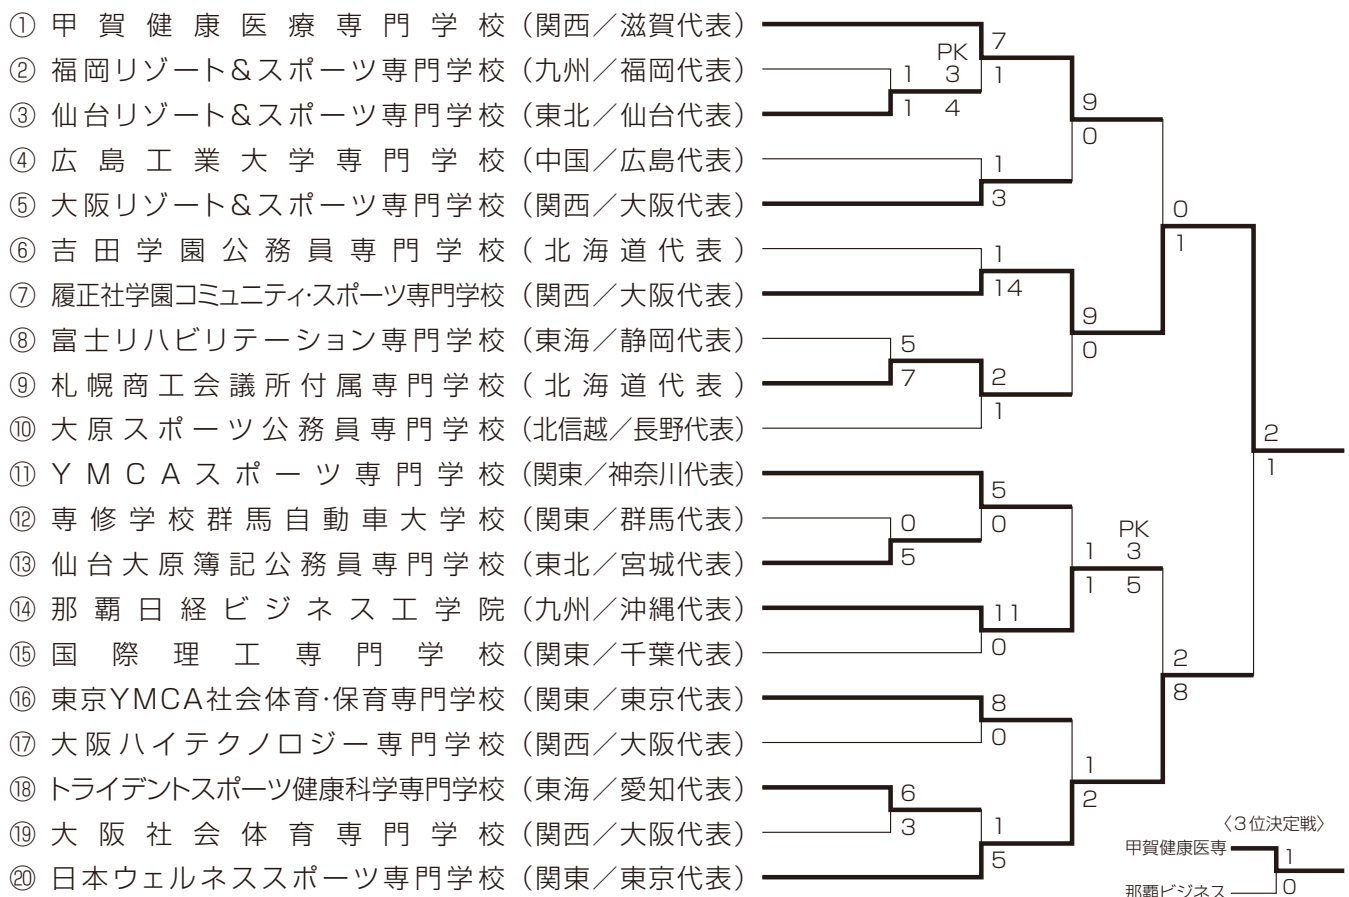 ① 甲賀健康医療専門学校（関西／滋賀代表）
② 福岡リゾート&スポーツ専門学校（九州／福岡代表）
③ 仙台リゾート&スポーツ専門学校（東北／仙台代表）
④ 広島工業大学専門学校（中国／広島代表）
⑤ 大阪リゾート&スポーツ専門学校（関西／大阪代表）
⑥ 吉田学園公務員専門学校（北海道代表）
⑦ 履正社学園コミュニティ・スポーツ専門学校（関西／大阪代表）
⑧ 富士リハビリテーション専門学校（東海／静岡代表）
⑨ 札幌商工会議所付属専門学校（北海道代表）
⑩ 大原スポーツ公務員専門学校（北信越／長野代表）
⑪ YMCAスポーツ専門学校（関東／神奈川代表）
⑫ 専修学校群馬自動車大学校（関東／群馬代表）
⑬ 仙台大原簿記公務員専門学校（東北／宮城代表）
⑭ 那覇日経ビジネス工学院（九州／沖縄代表）
⑮ 国際理工専門学校（関東／千葉代表）
⑯ 東京YMCA社会体育・保育専門学校（関東／東京代表）
⑰ 大阪ハイテクノロジー専門学校（関西／大阪代表）
⑱ トライデントスポーツ健康科学専門学校（東海／愛知代表）
⑲ 大阪社会体育専門学校（関西／大阪代表）
⑳ 日本ウェルネススポーツ専門学校（関東／東京代表）
PK
1 3
1 4
5
7
0
5
6
3
7
1
1
3
1
14
2
1
5
0
11
0
8
0
1
5
9
0
9
0
PK
1 3
1 5
1
2
0
1
2
8
2
1
〈3位決定戦〉
甲賀健康医専
1
0
那覇ビジネス